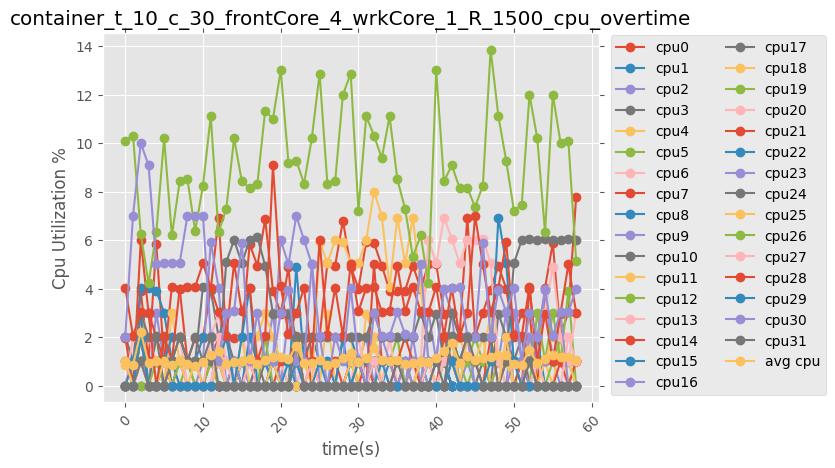 container_t_10_c_30_frontCore_4_wrkCore_1_R_1500_cpu_overtime
14
12
10
8
6
4
2
0
Cpu Utilization %
0
10
20
30
40
50
60
time(s)
cpu0
cpu1
cpu2
cpu3
cpu4
cpu5
cpu6
cpu7
cpu8
cpu9
cpu10
cpu11
cpu12
cpu13
cpu14
cpu15
cpu16
cpu17
cpu18
cpu19
cpu20
cpu21
cpu22
cpu23
cpu24
cpu25
cpu26
cpu27
cpu28
cpu29
cpu30
cpu31
avg cpu